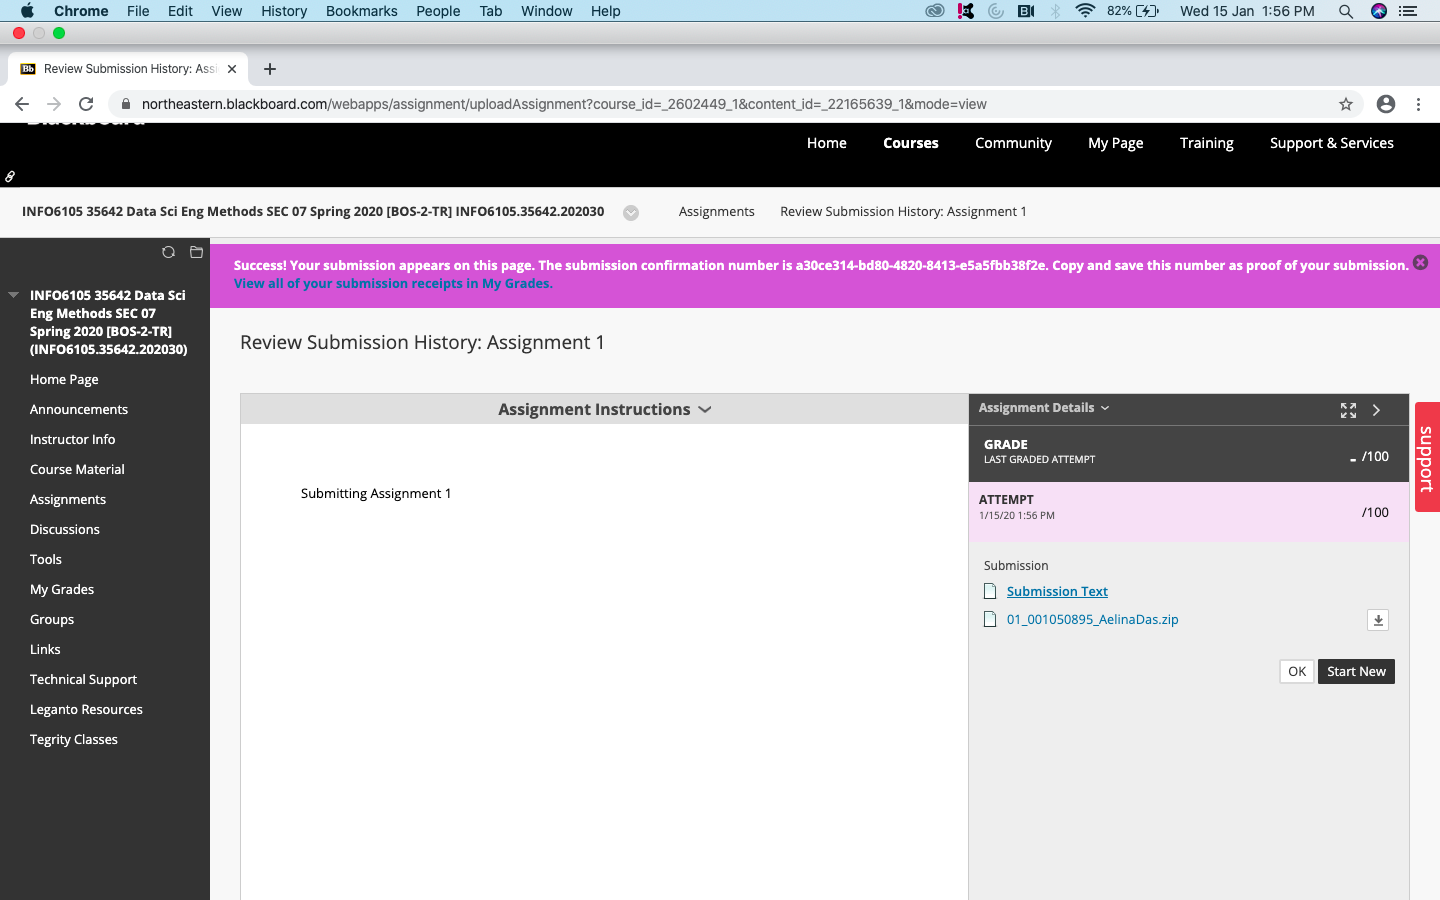 Chrome File Edit View History Bookmarks People Tab Window Help 82% Wed 15 Jan 1:56 PM
Bb Review Submission History: Assi
northeastern.blackboard.com/webapps/assignment/uploadAssignment?course_id=_2602449_1&content_id=_22165639_1&mode=view
Home Courses Community My Page Training Support & Services
INFO6105 35642 Data Sci Eng Methods SEC 07 Spring 2020 [BOS-2-TR] INFO6105.35642.202030 Assignments Review Submission History: Assignment 1
Success! Your submission appears on this page. The submission confirmation number is a30ce314-bd80-4820-8413-e5a5fbb38f2e. Copy and save this number as proof of your submission.
View all of your submission receipts in My Grades.
INFO6105 35642 Data Sci
Eng Methods SEC 07
Spring 2020 [BOS-2-TR]
(INFO6105.35642.202030)
Home Page
Announcements
Instructor Info
Course Material
Assignments
Discussions
Tools
My Grades
Groups
Links
Technical Support
Leganto Resources
Tegrity Classes
Review Submission History: Assignment 1
Assignment Instructions
Submitting Assignment 1
Assignment Details
GRADE
LAST GRADED ATTEMPT
- /100
ATTEMPT
1/15/20 1:56 PM
/100
Submission
Submission Text
01_001050895_AelinaDas.zip
OK Start New
support